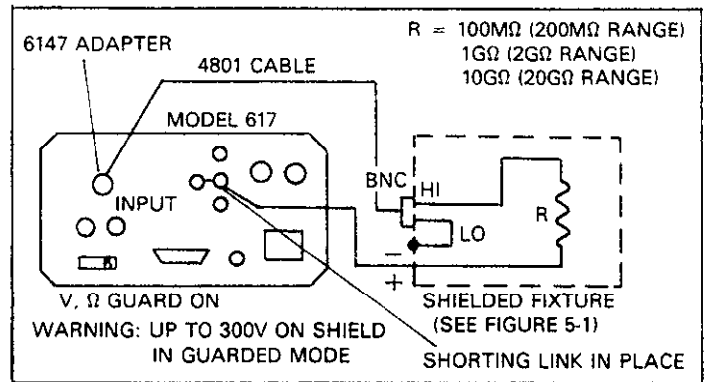 R = 100MΩ (200MΩ RANGE)
1GΩ (2GΩ RANGE)
10GΩ (20GΩ RANGE)
6147 ADAPTER
4801 CABLE
MODEL 617
BNC
HI
INPUT
R
LO
−
+
V, Ω GUARD ON
SHIELDED FIXTURE
(SEE FIGURE 5-1)
WARNING: UP TO 300V ON SHIELD
IN GUARDED MODE
SHORTING LINK IN PLACE